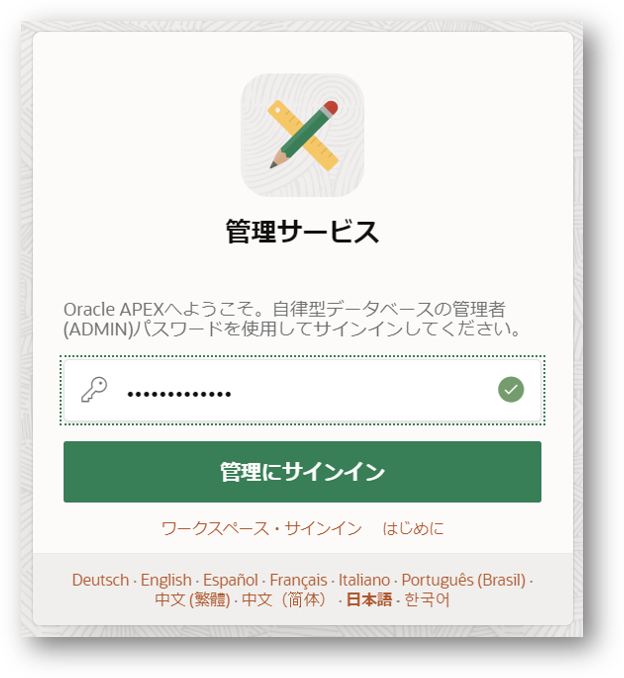 管理サービス
Oracle APEXへようこそ。自律型データベースの管理者
(ADMIN)パスワードを使用してサインインしてください。
•••••••••••••
管理にサインイン
ワークスペース・サインイン はじめに
Deutsch · English · Español · Français · Italiano · Português (Brasil) ·
中文 (繁體) · 中文（简体） · 日本語 · 한국어